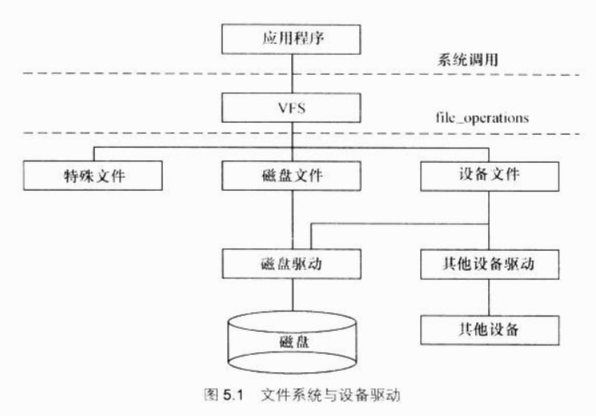 应用程序
系统调用
VFS
file_operations
特殊文件
磁盘文件
设备文件
磁盘驱动
其他设备驱动
磁盘
其他设备
图 5.1 文件系统与设备驱动